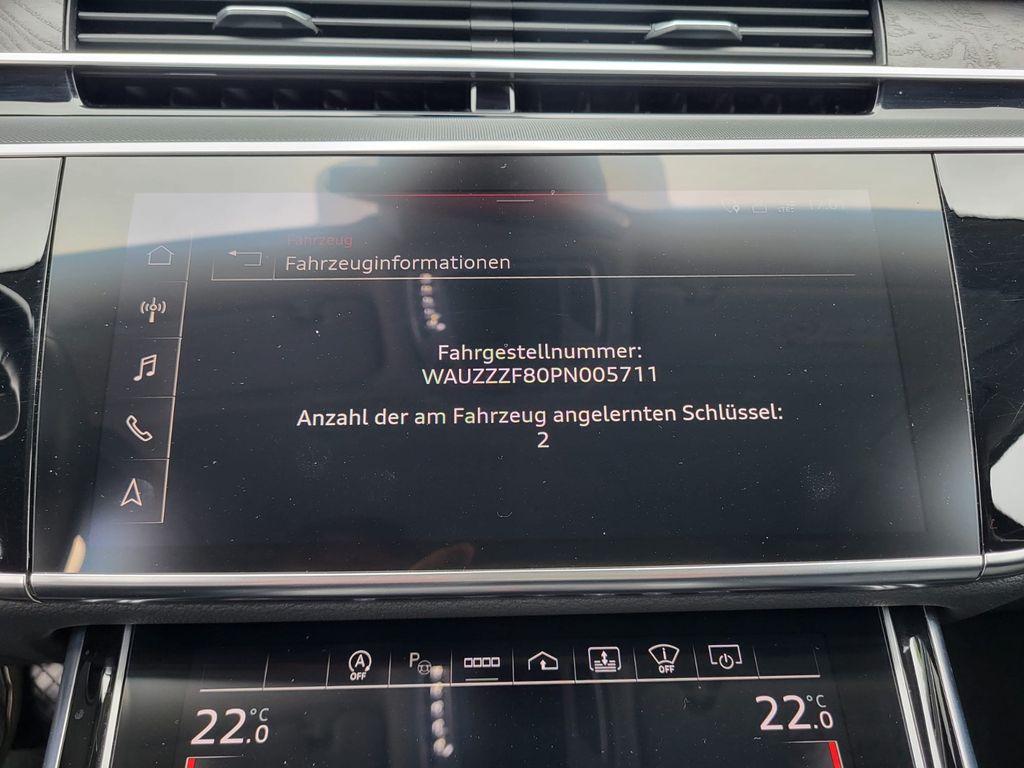 Fahrzeug
Fahrzeuginformationen
Fahrgestellnummer:
WAUZZZF80PN005711
Anzahl der am Fahrzeug angelernten Schlüssel:
2
A
OFF
P
OFF
22.0 °C
22.0 °C